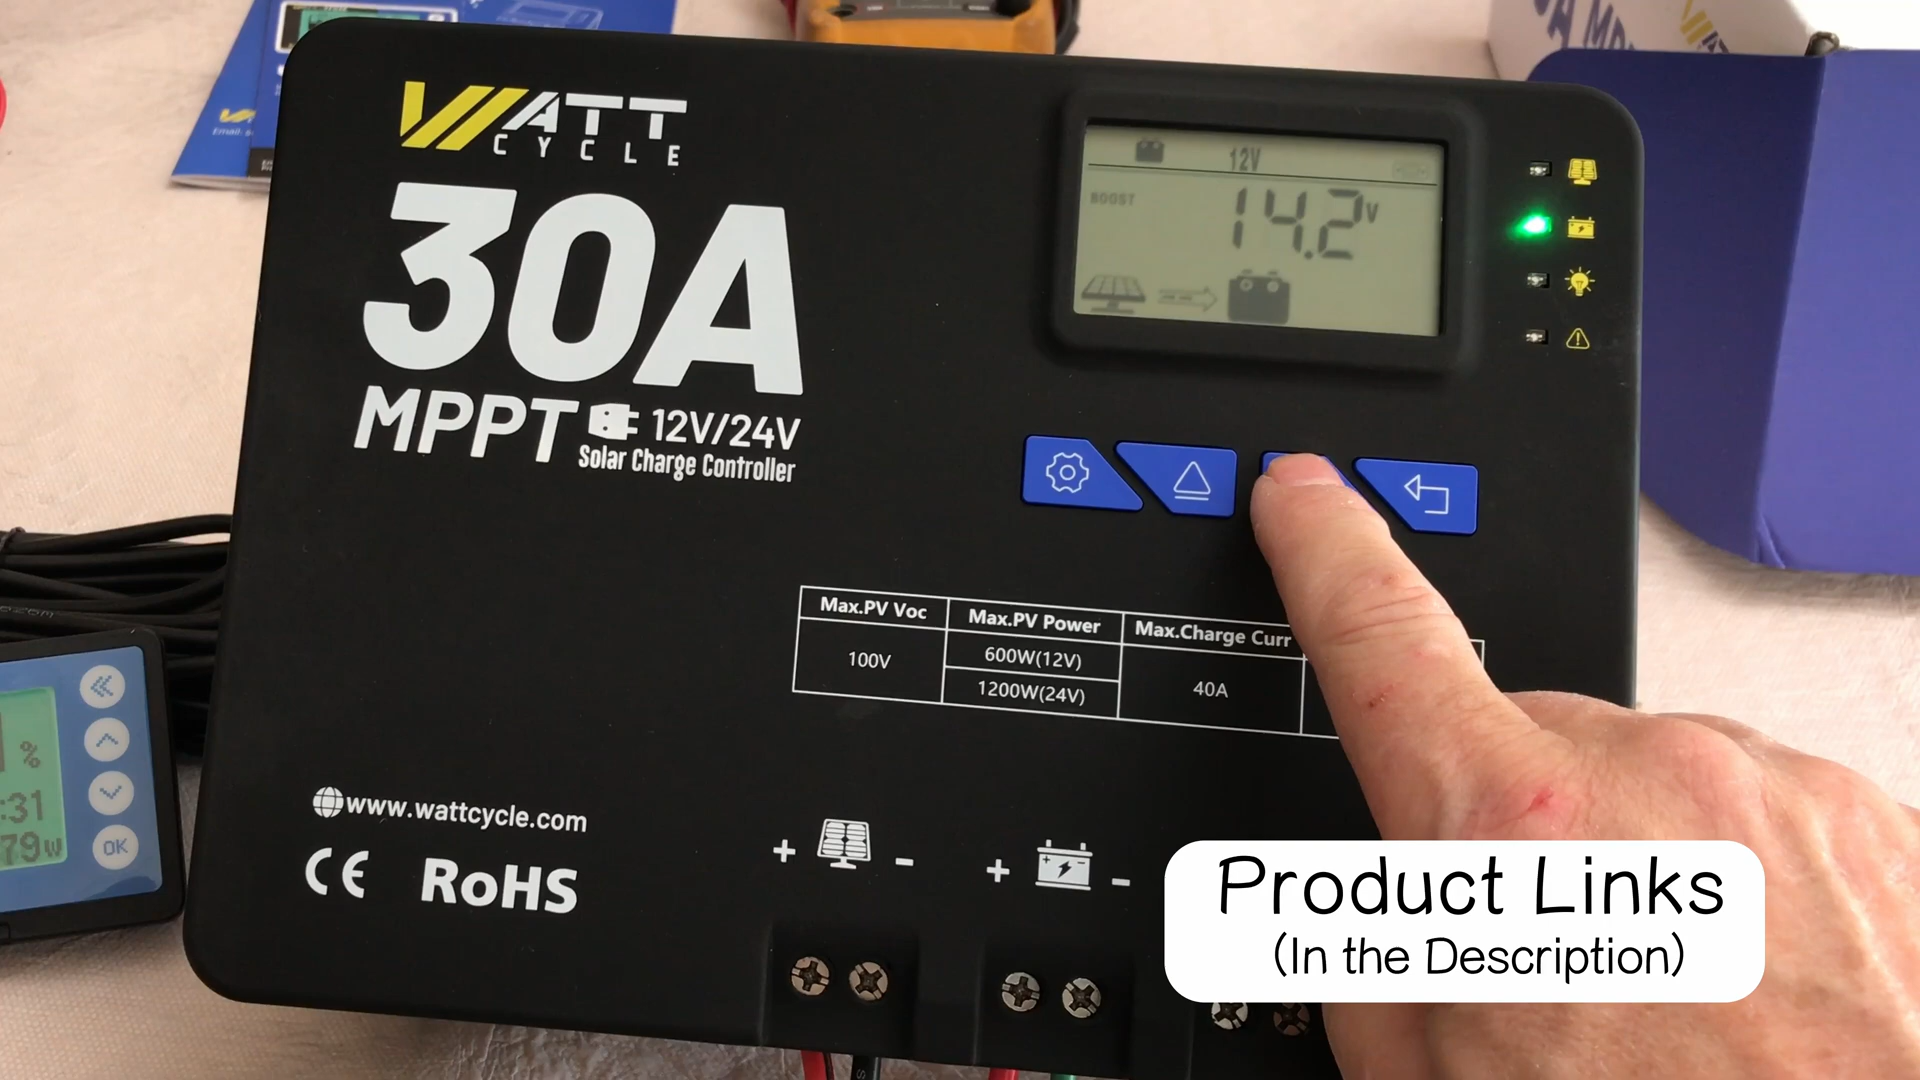 WATT
CYCLE
30A
MPPT 12V/24V
Solar Charge Controller
12V
BOOST
14.2V
Max.PV Voc
Max.PV Power
Max.Charge Curr
100V
600W(12V)
1200W(24V)
40A
%
:31
79W
OK
www.wattcycle.com
CE RoHS
+ -
+ -
Product Links
(In the Description)